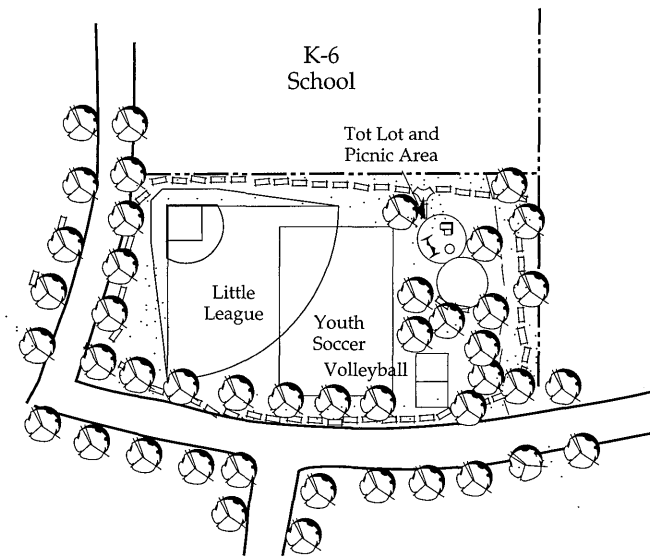 K-6
School
Tot Lot and
Picnic Area
Little
League
Youth
Soccer
Volleyball